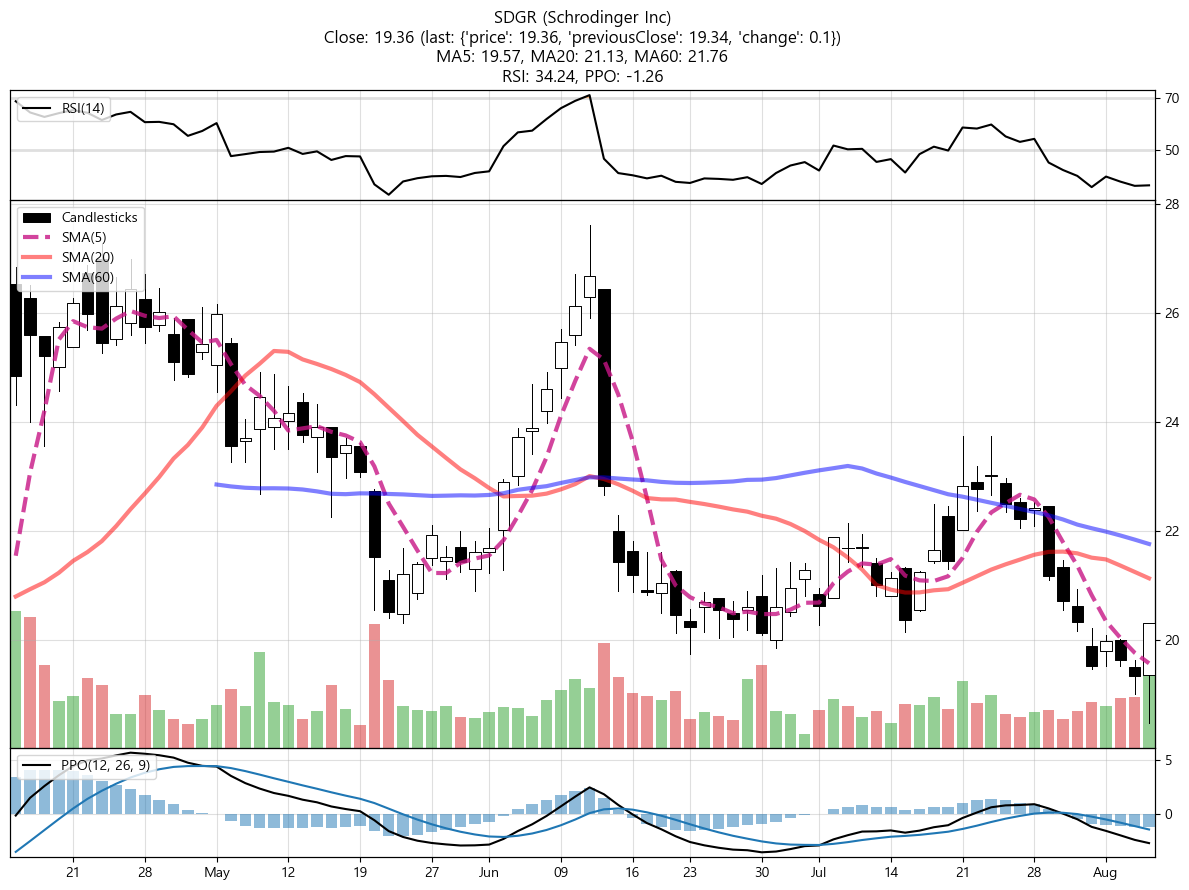 SDGR (Schrodinger Inc)
Close: 19.36 (last: {'price': 19.36, 'previousClose': 19.34, 'change': 0.1})
MA5: 19.57, MA20: 21.13, MA60: 21.76
RSI: 34.24, PPO: -1.26
RSI(14)
70
50
Candlesticks
SMA(5)
SMA(20)
SMA(60)
28
26
24
22
20
PPO(12, 26, 9)
5
0
21 28 May 12 19 27 Jun 09 16 23 30 Jul 14 21 28 Aug